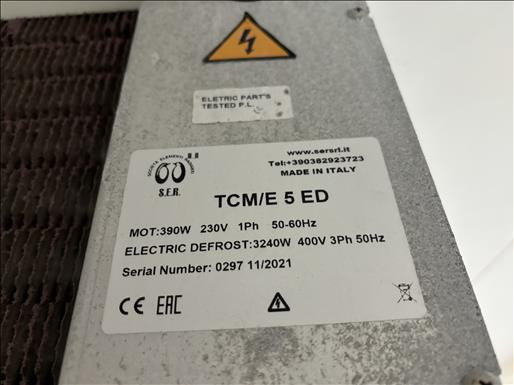 ELETRIC PART'S
TESTED P.L.
www.sersrl.it
Tel:+390382923723
MADE IN ITALY
S.E.R.
TCM/E 5 ED
MOT:390W 230V 1Ph 50-60Hz
ELECTRIC DEFROST:3240W 400V 3Ph 50Hz
Serial Number: 0297 11/2021
CE EAC